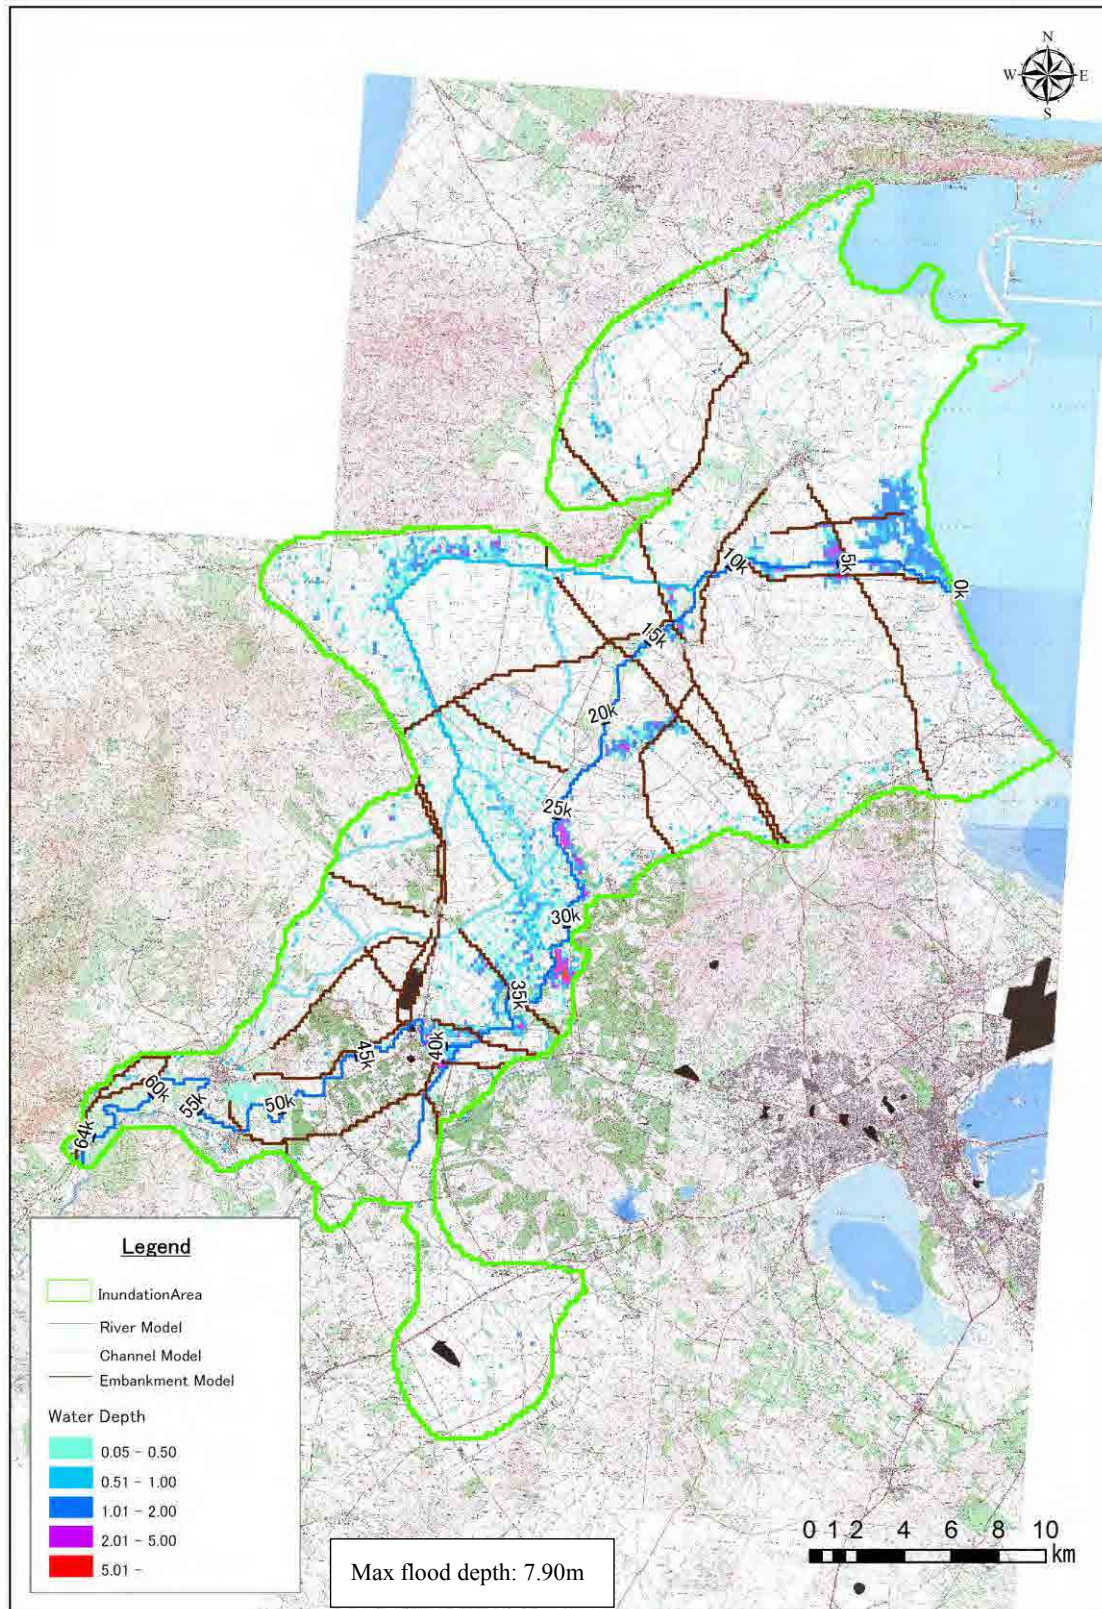 N
W E
S
0k
5k
10k
15k
20k
25k
30k
35k
40k
45k
50k
55k
60k
64k
Legend
InundationArea
River Model
Channel Model
Embankment Model
Water Depth
0.05 - 0.50
0.51 - 1.00
1.01 - 2.00
2.01 - 5.00
5.01 -
Max flood depth: 7.90m
0 1 2 4 6 8 10
km